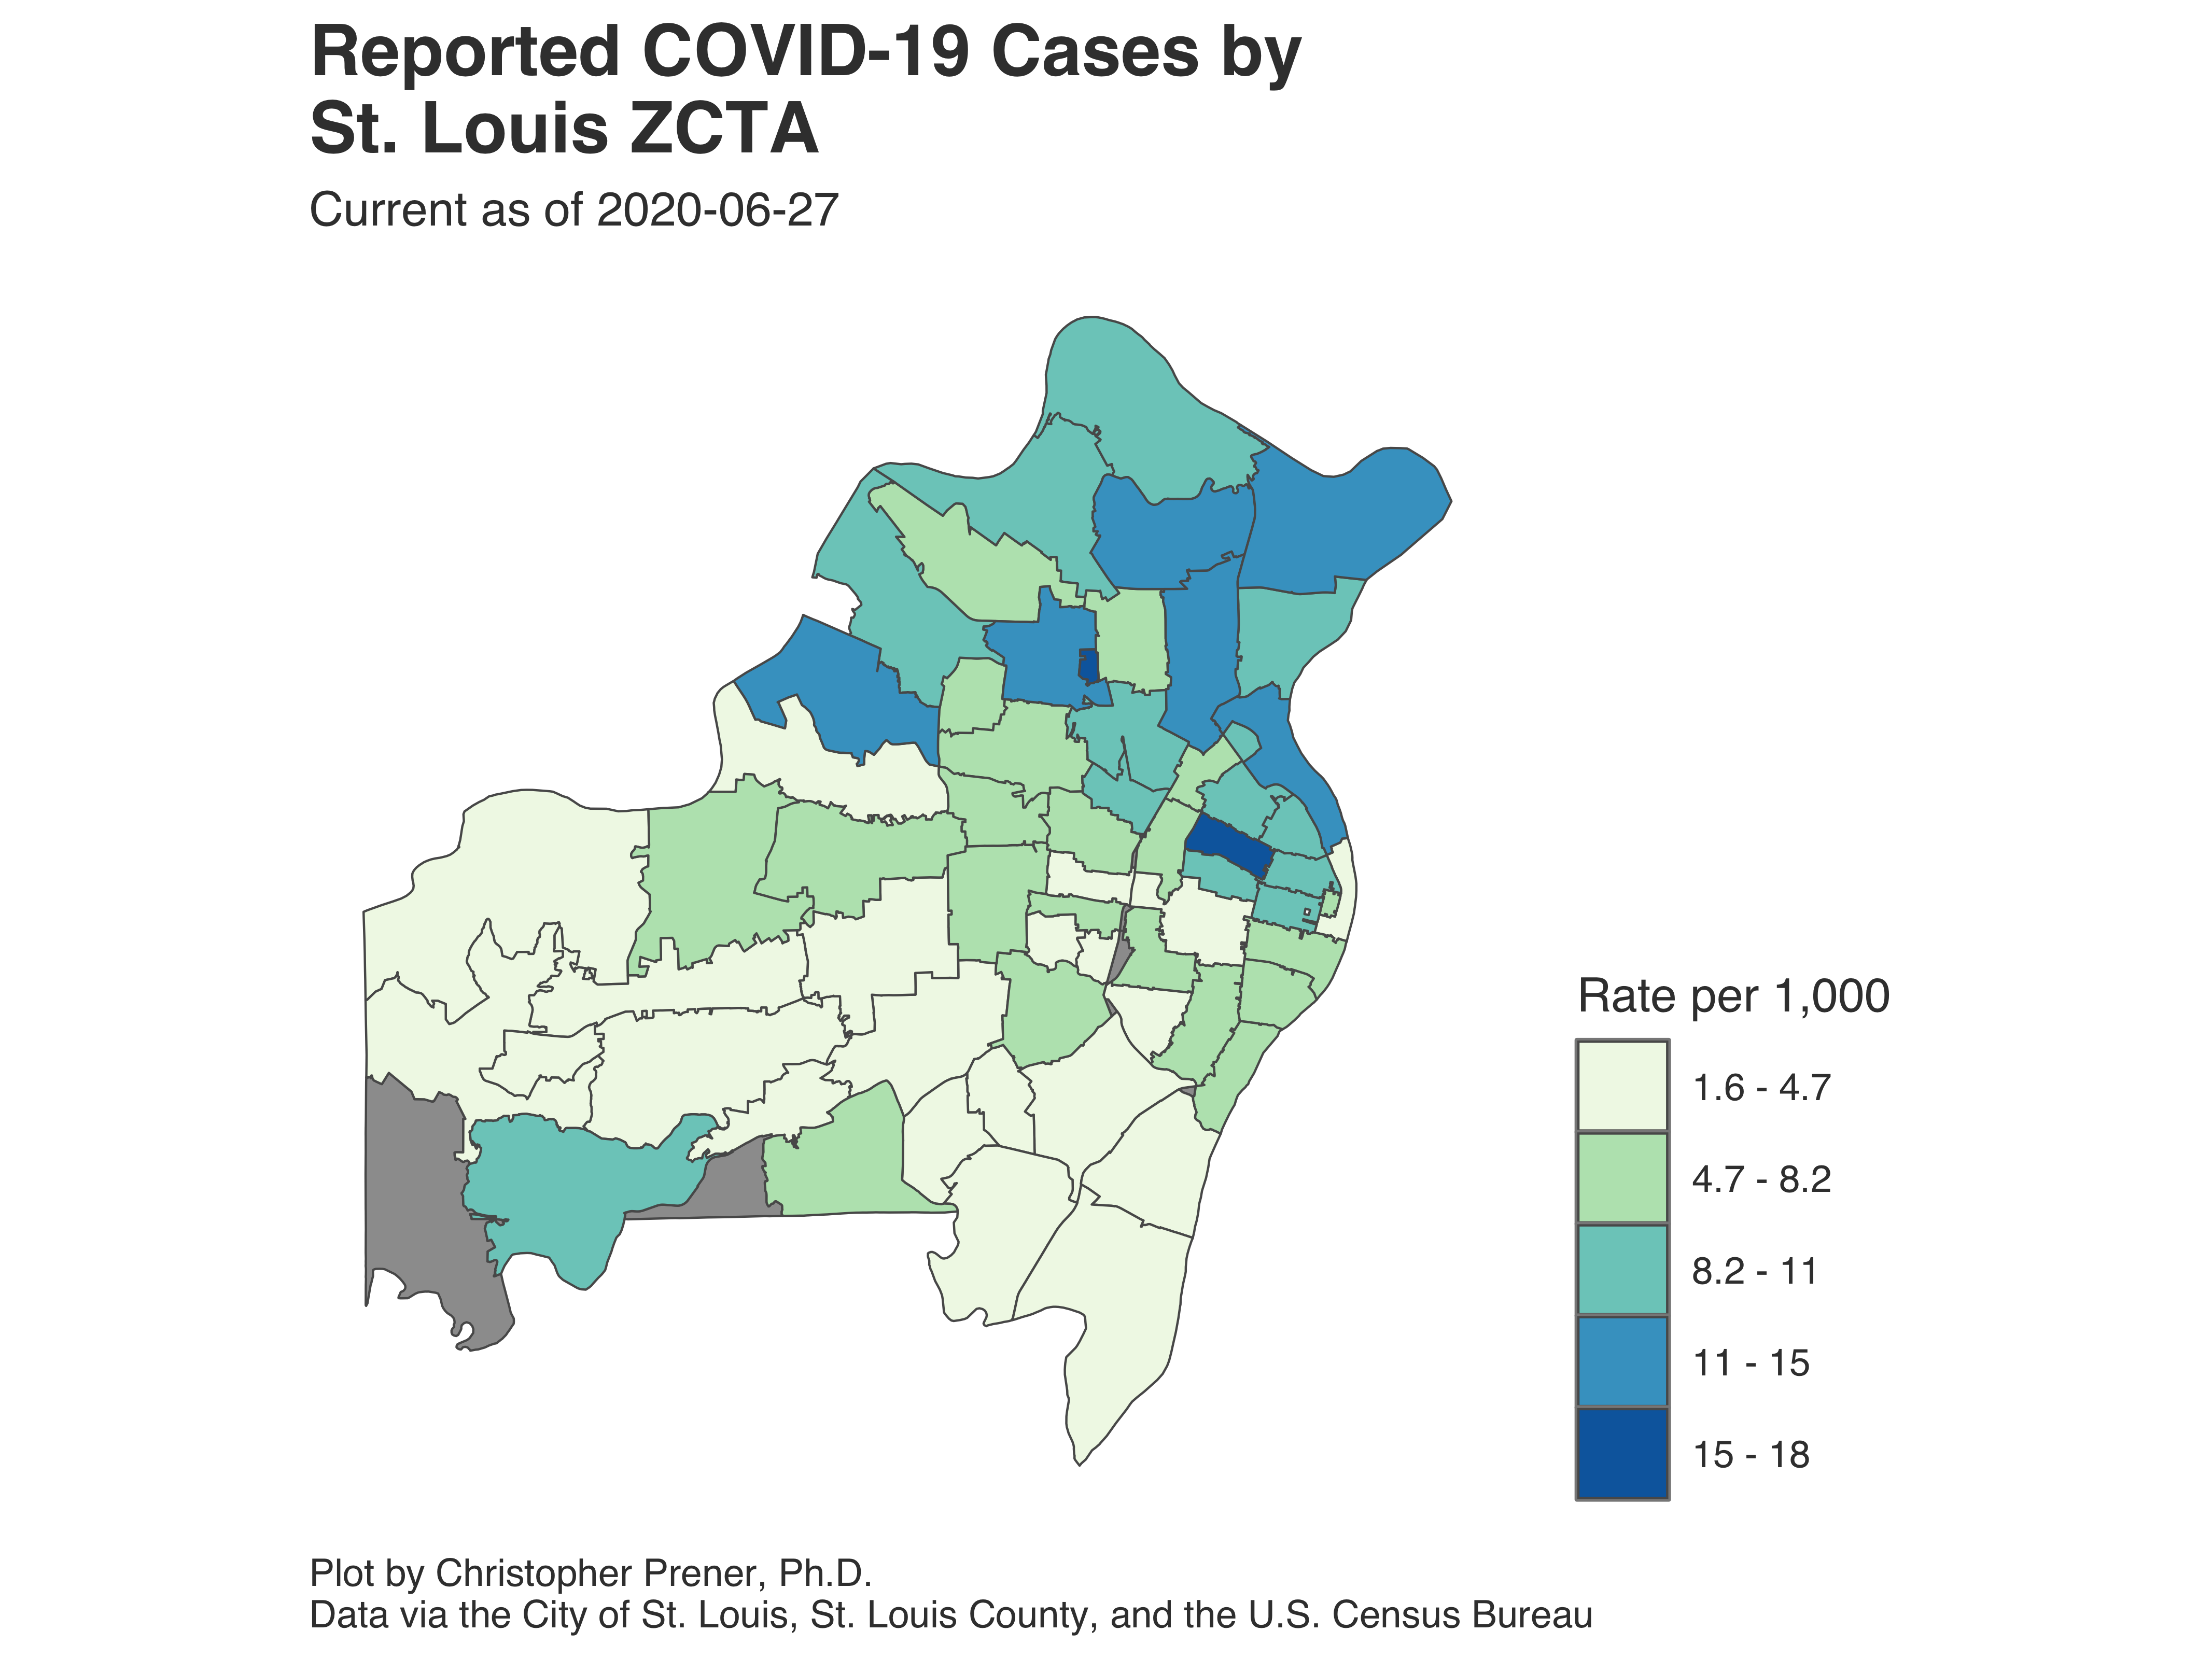 Reported COVID-19 Cases by
St. Louis ZCTA
Current as of 2020-06-27
Rate per 1,000
1.6 - 4.7
4.7 - 8.2
8.2 - 11
11 - 15
15 - 18
Plot by Christopher Prener, Ph.D.
Data via the City of St. Louis, St. Louis County, and the U.S. Census Bureau